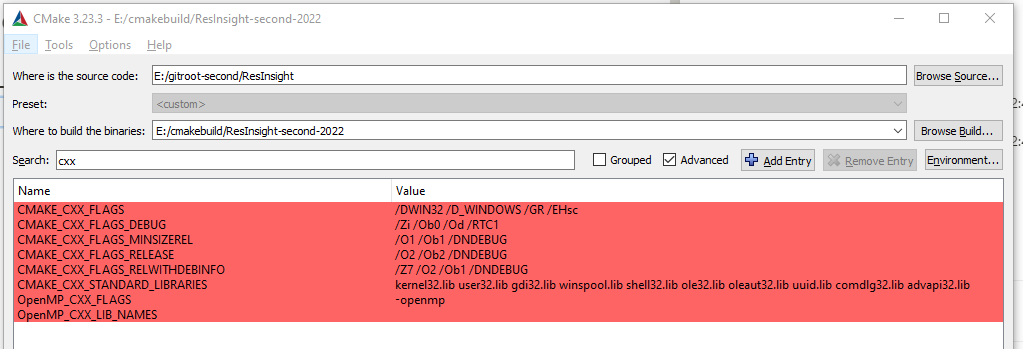 CMake 3.23.3 - E:/cmakebuild/ResInsight-second-2022
File Tools Options Help
Where is the source code: E:/gitroot-second/ResInsight Browse Source...
Preset: <custom>
Where to build the binaries: E:/cmakebuild/ResInsight-second-2022 Browse Build...
Search: cxx Grouped Advanced Add Entry Remove Entry Environment...
Name Value
CMAKE_CXX_FLAGS /DWIN32 /D_WINDOWS /GR /EHsc
CMAKE_CXX_FLAGS_DEBUG /Zi /Ob0 /Od /RTC1
CMAKE_CXX_FLAGS_MINSIZEREL /O1 /Ob1 /DNDEBUG
CMAKE_CXX_FLAGS_RELEASE /O2 /Ob2 /DNDEBUG
CMAKE_CXX_FLAGS_RELWITHDEBINFO /Z7 /O2 /Ob1 /DNDEBUG
CMAKE_CXX_STANDARD_LIBRARIES kernel32.lib user32.lib gdi32.lib winspool.lib shell32.lib ole32.lib oleaut32.lib uuid.lib comdlg32.lib advapi32.lib
OpenMP_CXX_FLAGS -openmp
OpenMP_CXX_LIB_NAMES